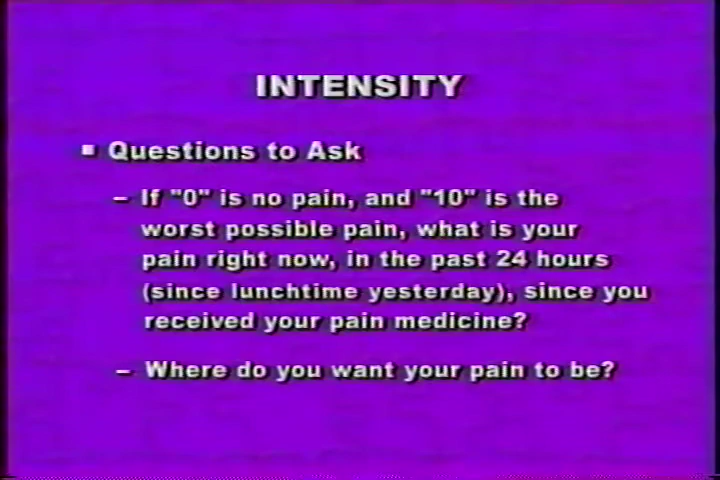 INTENSITY
▪ Questions to Ask
– If "0" is no pain, and "10" is the
worst possible pain, what is your
pain right now, in the past 24 hours
(since lunchtime yesterday), since you
received your pain medicine?
– Where do you want your pain to be?